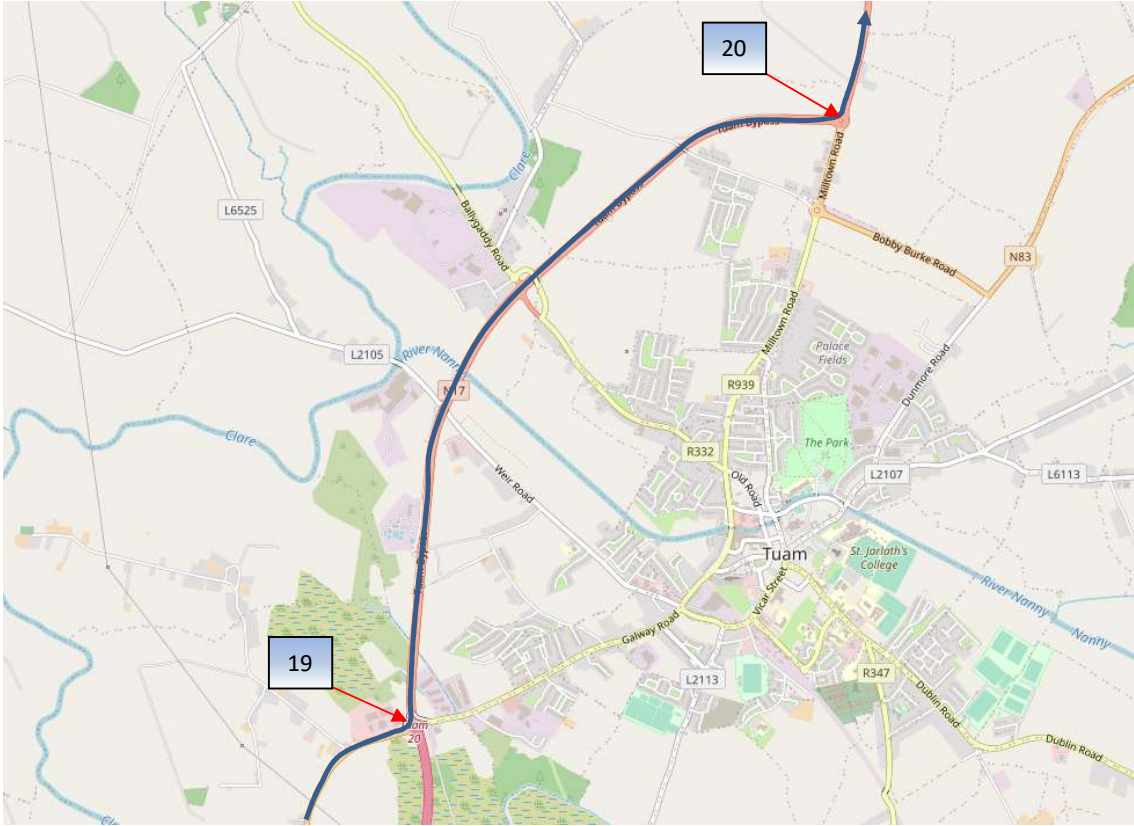 20
Tuam Bypass
Milltown Road
Clare
L6525
Ballygaddy Road
Tuam Bypass
Bobby Burke Road
N83
Milltown Road
L2105
River Nanny
Palace
Fields
Dunmore Road
N17
R939
Clare
The Park
R332
Weir Road
Old Road
L2107
L6113
Tuam
St. Jarlath's
College
Vicar Street
River Nanny
Nanny
Galway Road
19
L2113
R347
Dublin Road
20
Dublin Road